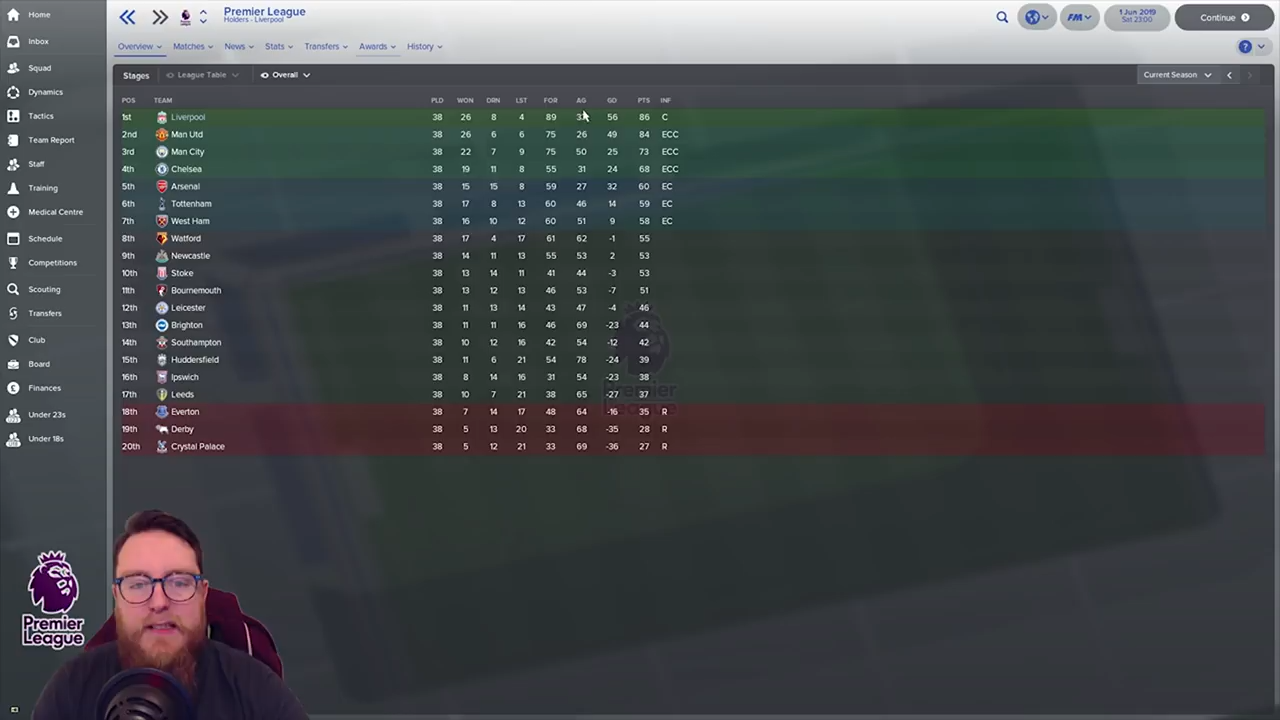 Home
Inbox
Squad
Dynamics
Tactics
Team Report
Staff
Training
Medical Centre
Schedule
Competitions
Scouting
Transfers
Club
Board
Finances
Under 23s
Under 18s
Premier League
Holders - Liverpool
FM
1 Jun 2019
Sat 23:00
Continue
Overview Matches News Stats Transfers Awards History
?
Stages League Table Overall Current Season
POS TEAM PLD WON DRN LST FOR AG GD PTS INF
1st Liverpool 38 26 8 4 89 56 86 C
2nd Man Utd 38 26 6 6 75 26 49 84 ECC
3rd Man City 38 22 7 9 75 50 25 73 ECC
4th Chelsea 38 19 11 8 55 31 24 68 ECC
5th Arsenal 38 15 15 8 59 27 32 60 EC
6th Tottenham 38 17 8 13 60 46 14 59 EC
7th West Ham 38 16 10 12 60 51 9 58 EC
8th Watford 38 17 4 17 61 62 -1 55
9th Newcastle 38 14 11 13 55 53 2 53
10th Stoke 38 13 14 11 41 44 -3 53
11th Bournemouth 38 13 12 13 46 53 -7 51
12th Leicester 38 11 13 14 43 47 -4 46
13th Brighton 38 11 11 16 46 69 -23 44
14th Southampton 38 10 12 16 42 54 -12 42
15th Huddersfield 38 11 6 21 54 78 -24 39
16th Ipswich 38 8 14 16 31 54 -23 38
17th Leeds 38 10 7 21 38 65 -27 37
18th Everton 38 7 14 17 48 64 -16 35 R
19th Derby 38 5 13 20 33 68 -35 28 R
20th Crystal Palace 38 5 12 21 33 69 -36 27 R
Premier
League